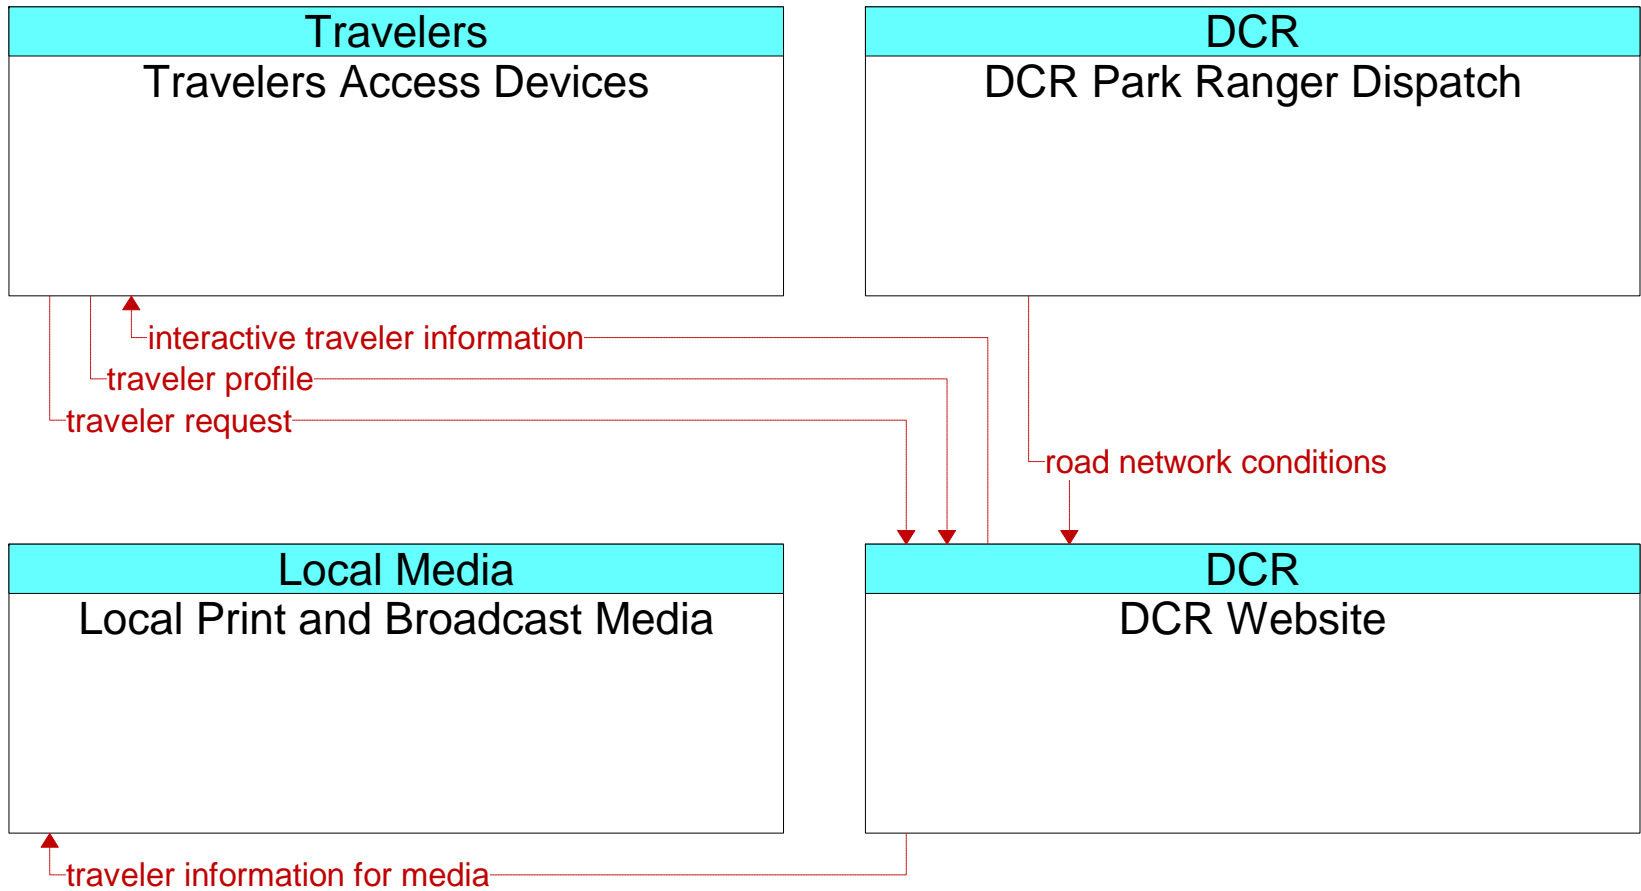 Travelers
Travelers Access Devices
DCR
DCR Park Ranger Dispatch
interactive traveler information
traveler profile
traveler request
road network conditions
Local Media
Local Print and Broadcast Media
DCR
DCR Website
traveler information for media